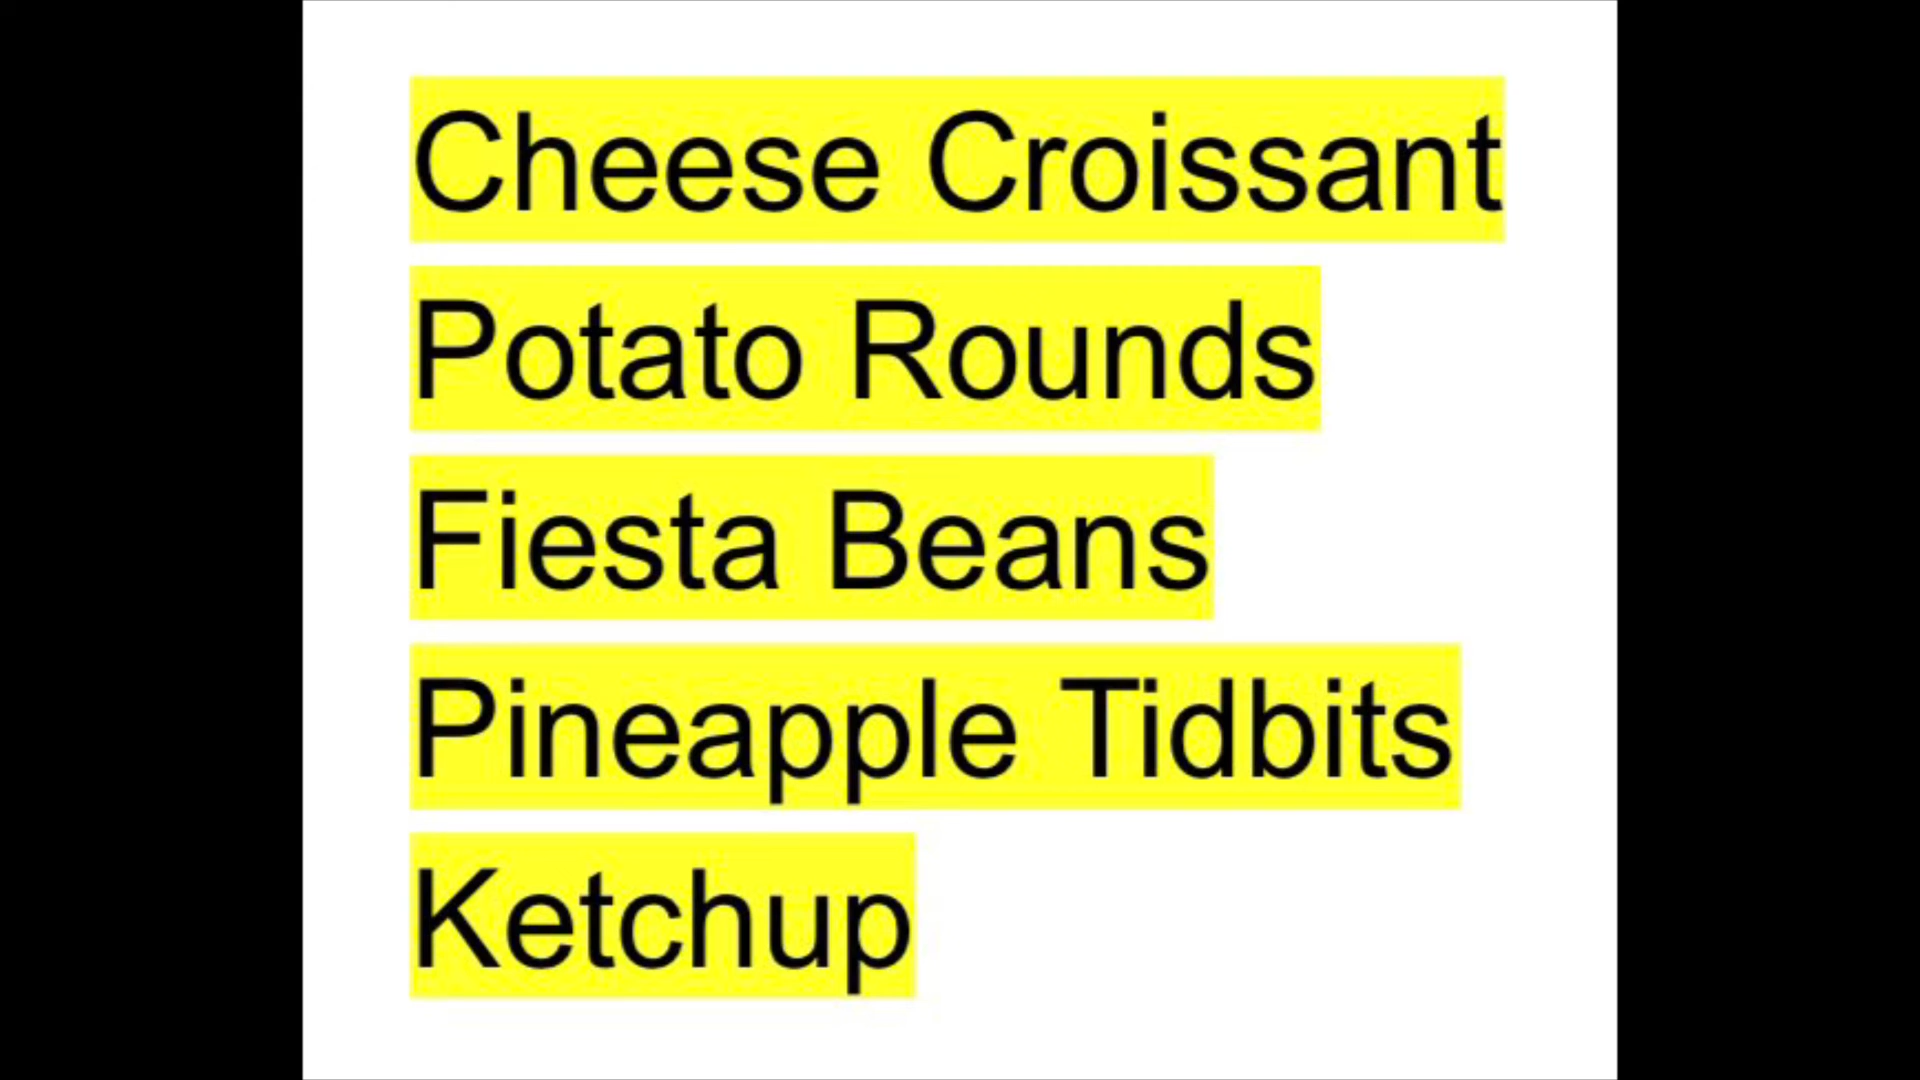 Cheese Croissant
Potato Rounds
Fiesta Beans
Pineapple Tidbits
Ketchup